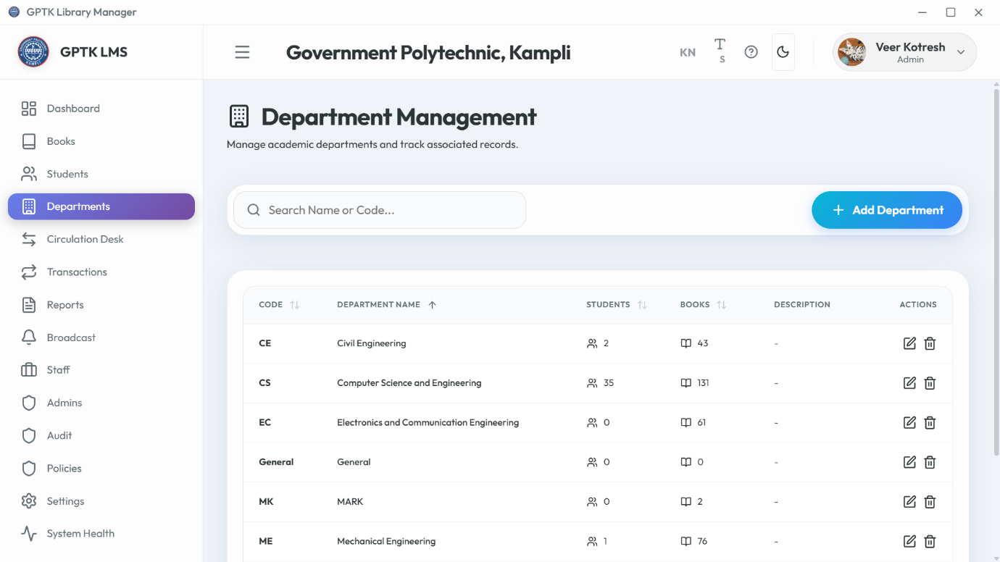 GPTK Library Manager
GPTK LMS
Government Polytechnic, Kampli
KN
T
S
Veer Kotresh
Admin
Dashboard
Books
Students
Departments
Circulation Desk
Transactions
Reports
Broadcast
Staff
Admins
Audit
Policies
Settings
System Health
Department Management
Manage academic departments and track associated records.
Search Name or Code...
+ Add Department
CODE DEPARTMENT NAME STUDENTS BOOKS DESCRIPTION ACTIONS
CE Civil Engineering 2 43 -
CS Computer Science and Engineering 35 131 -
EC Electronics and Communication Engineering 0 61 -
General General 0 0 -
MK MARK 0 2 -
ME Mechanical Engineering 1 76 -